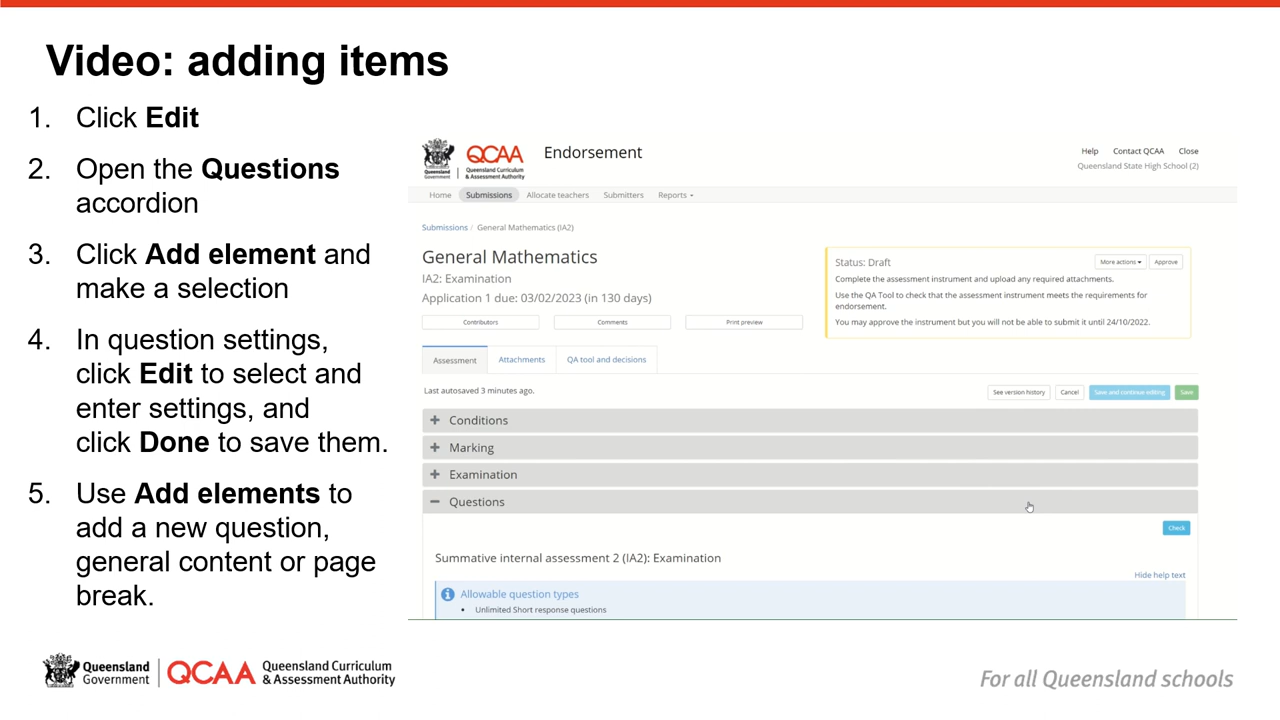 Video: adding items
1. Click Edit
2. Open the Questions
accordion
3. Click Add element and
make a selection
4. In question settings,
click Edit to select and
enter settings, and
click Done to save them.
5. Use Add elements to
add a new question,
general content or page
break.
Queensland Government
QCAA
Queensland Curriculum
& Assessment Authority
Endorsement
Help Contact QCAA Close
Queensland State High School (2)
Home Submissions Allocate teachers Submitters Reports
Submissions / General Mathematics (IA2)
General Mathematics
IA2: Examination
Application 1 due: 03/02/2023 (in 130 days)
Contributors Comments Print preview
Status: Draft
More actions Approve
Complete the assessment instrument and upload any required attachments.
Use the QA Tool to check that the assessment instrument meets the requirements for
endorsement.
You may approve the instrument but you will not be able to submit it until 24/10/2022.
Assessment Attachments QA tool and decisions
Last autosaved 3 minutes ago.
See version history Cancel Save and continue editing Save
+ Conditions
+ Marking
+ Examination
− Questions
Check
Summative internal assessment 2 (IA2): Examination
Hide help text
Allowable question types
• Unlimited Short response questions
Queensland
Government
QCAA
Queensland Curriculum
& Assessment Authority
For all Queensland schools